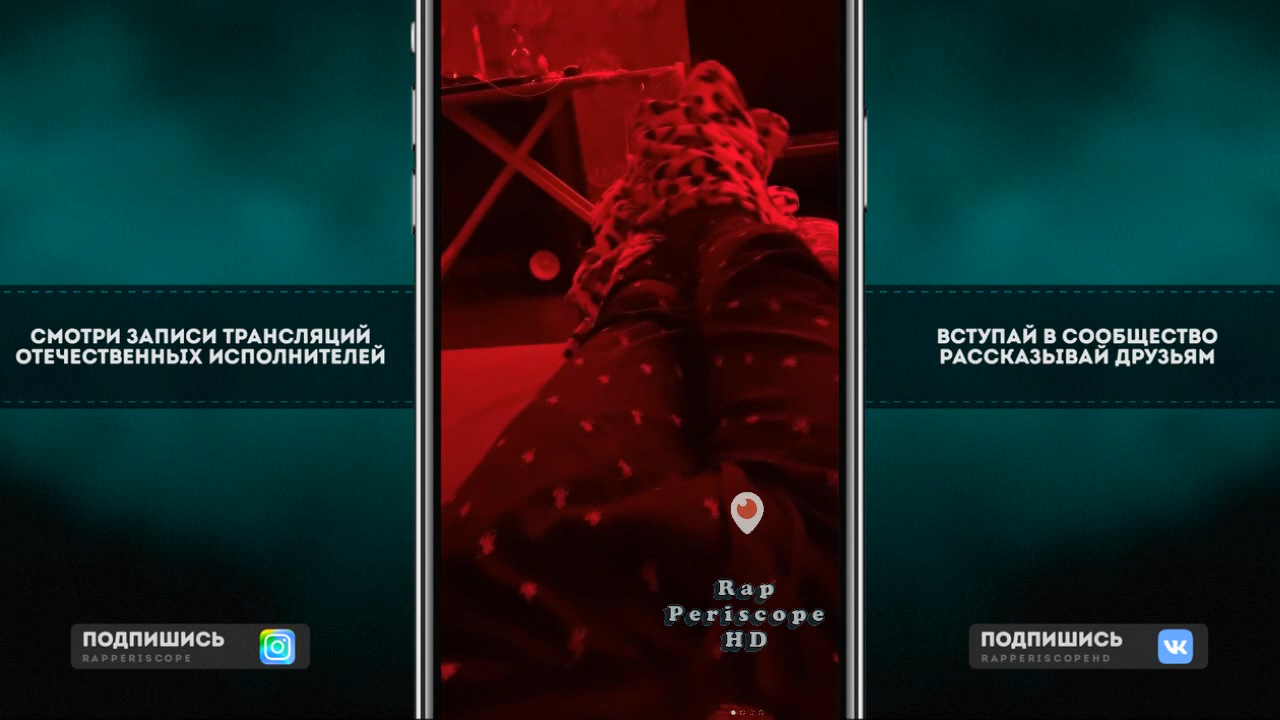 СМОТРИ ЗАПИСИ ТРАНСЛЯЦИЙ
ОТЕЧЕСТВЕННЫХ ИСПОЛНИТЕЛЕЙ
ВСТУПАЙ В СООБЩЕСТВО
РАССКАЗЫВАЙ ДРУЗЬЯМ
Rap
Periscope
HD
ПОДПИШИСЬ
RAPPERISCOPE
ПОДПИШИСЬ
RAPPERISCOPEHD